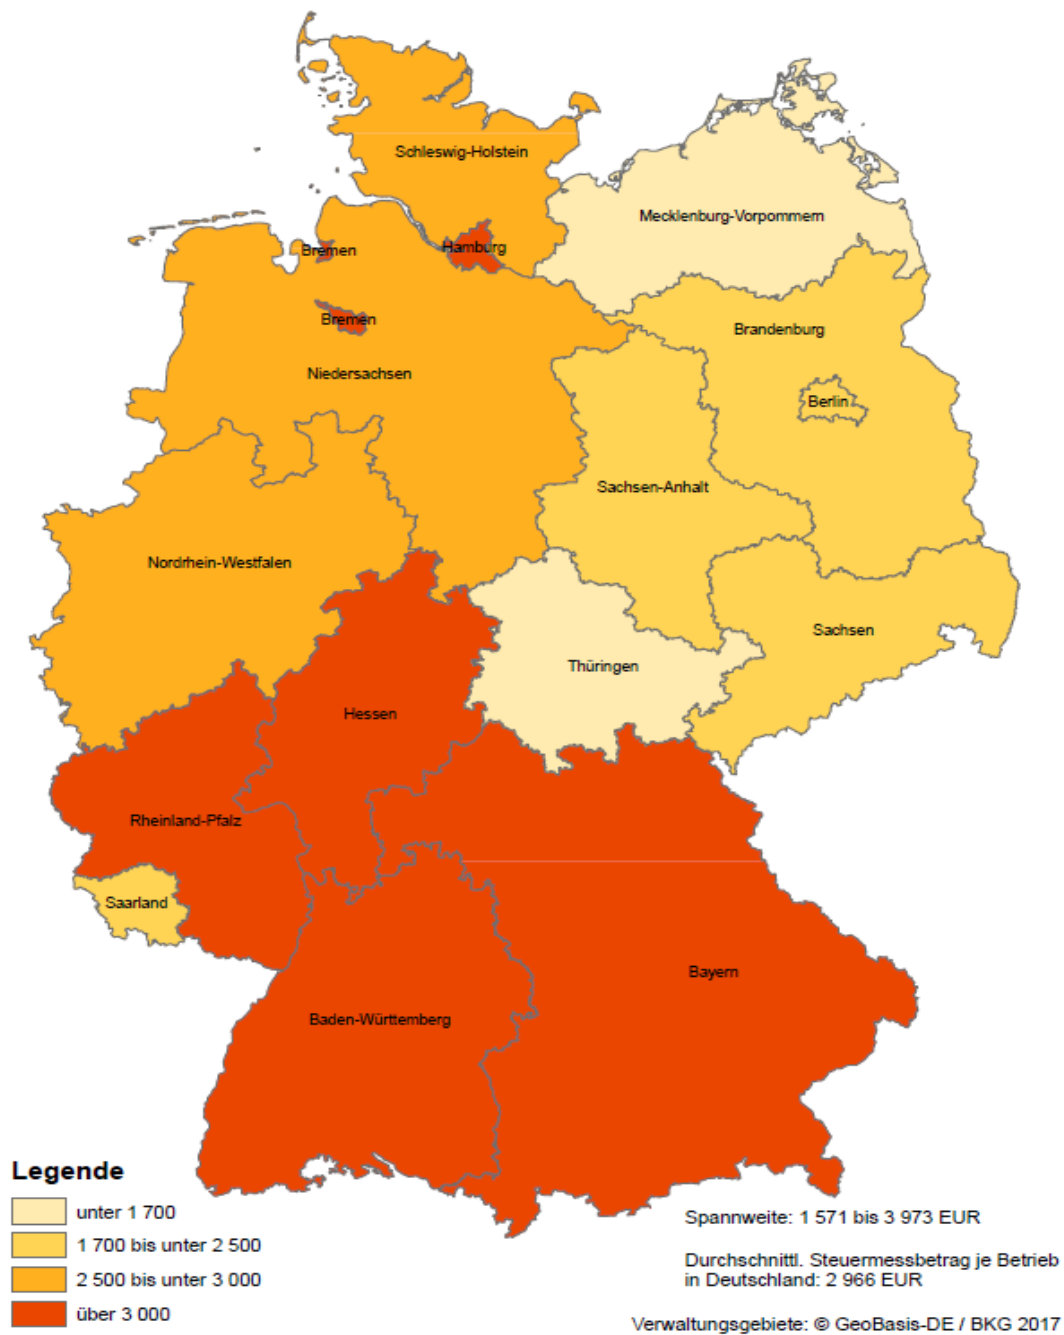 Schleswig-Holstein
Mecklenburg-Vorpommern
Hamburg
Bremen
Bremen
Brandenburg
Niedersachsen
Berlin
Sachsen-Anhalt
Nordrhein-Westfalen
Sachsen
Thüringen
Hessen
Rheinland-Pfalz
Saarland
Bayern
Baden-Württemberg
Legende
unter 1 700
1 700 bis unter 2 500
2 500 bis unter 3 000
über 3 000
Spannweite: 1 571 bis 3 973 EUR
Durchschnittl. Steuermessbetrag je Betrieb
in Deutschland: 2 966 EUR
Verwaltungsgebiete: © GeoBasis-DE / BKG 2017